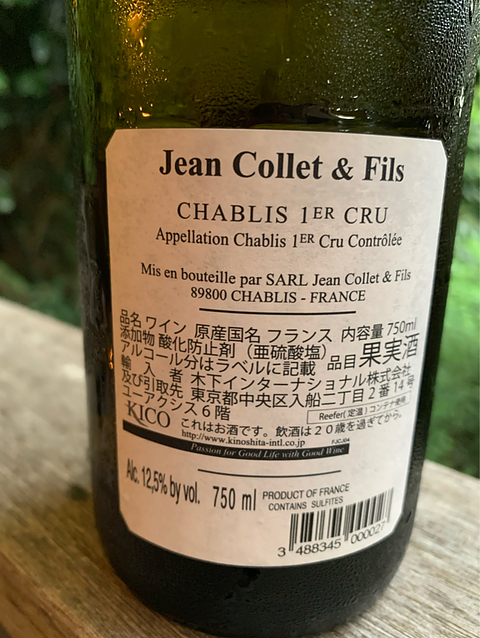 Jean Collet & Fils
CHABLIS 1ER CRU
Appellation Chablis 1ER Cru Contrôlée
Mis en bouteille par SARL Jean Collet & Fils
89800 CHABLIS - FRANCE
品名 ワイン 原産国名 フランス 内容量 750ml
添加物 酸化防止剤(亜硫酸塩)
アルコール分はラベルに記載 品目 果実酒
輸入者 木下インターナショナル株式会社
及び引取先 東京都中央区入船二丁目2番14号
ユーアクシス6階
Reefer(定温)コンテナ使用
KICO これはお酒です。飲酒は20歳を過ぎてから。
http://www.kinoshita-intl.co.jp FJCJ04
Passion for Good Life with Good Wine
Alc. 12,5% by vol. 750 ml PRODUCT OF FRANCE
CONTAINS SULFITES
3 488345 000027